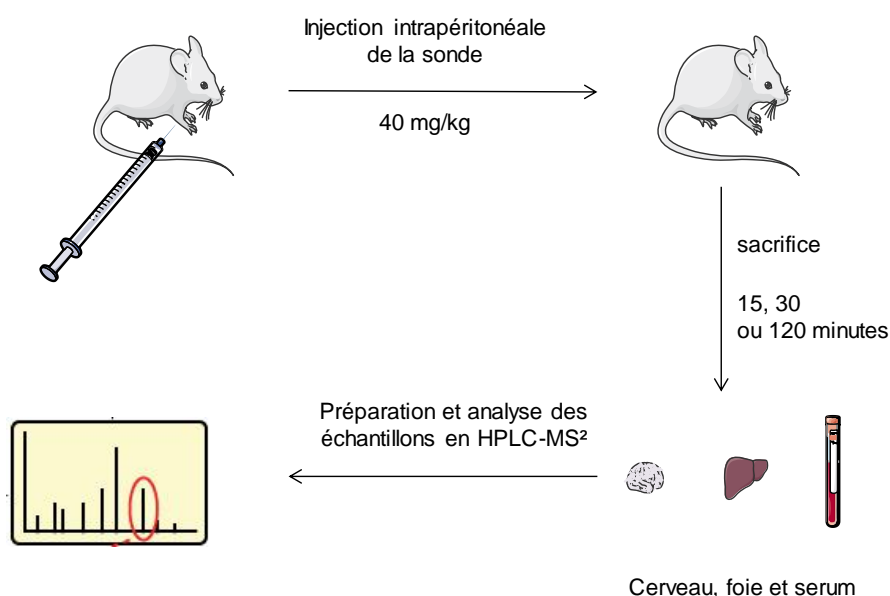 Injection intrapéritonéale
de la sonde
40 mg/kg
sacrifice
15, 30
ou 120 minutes
Préparation et analyse des
échantillons en HPLC-MS²
Cerveau, foie et serum